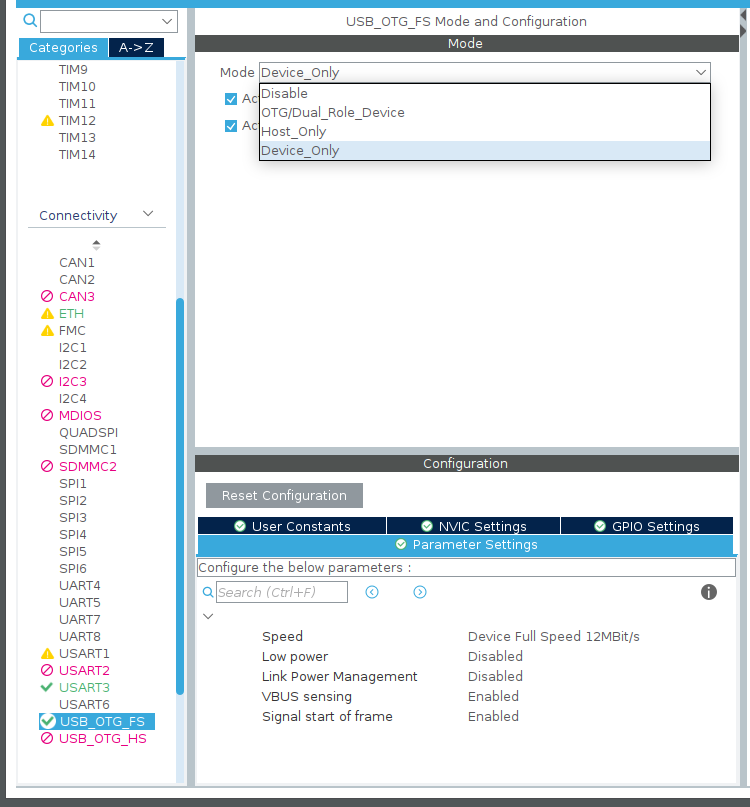 USB_OTG_FS Mode and Configuration
Categories
A->Z
Mode
TIM9
TIM10
TIM11
TIM12
TIM13
TIM14
Mode Device_Only
Disable
OTG/Dual_Role_Device
Host_Only
Device_Only
Ac
Ac
Connectivity
CAN1
CAN2
CAN3
ETH
FMC
I2C1
I2C2
I2C3
I2C4
MDIOS
QUADSPI
SDMMC1
SDMMC2
SPI1
SPI2
SPI3
SPI4
SPI5
SPI6
UART4
UART5
UART7
UART8
USART1
USART2
USART3
USART6
USB_OTG_FS
USB_OTG_HS
Configuration
Reset Configuration
User Constants
NVIC Settings
GPIO Settings
Parameter Settings
Configure the below parameters :
Search (Ctrl+F)
Speed Device Full Speed 12MBit/s
Low power Disabled
Link Power Management Disabled
VBUS sensing Enabled
Signal start of frame Enabled